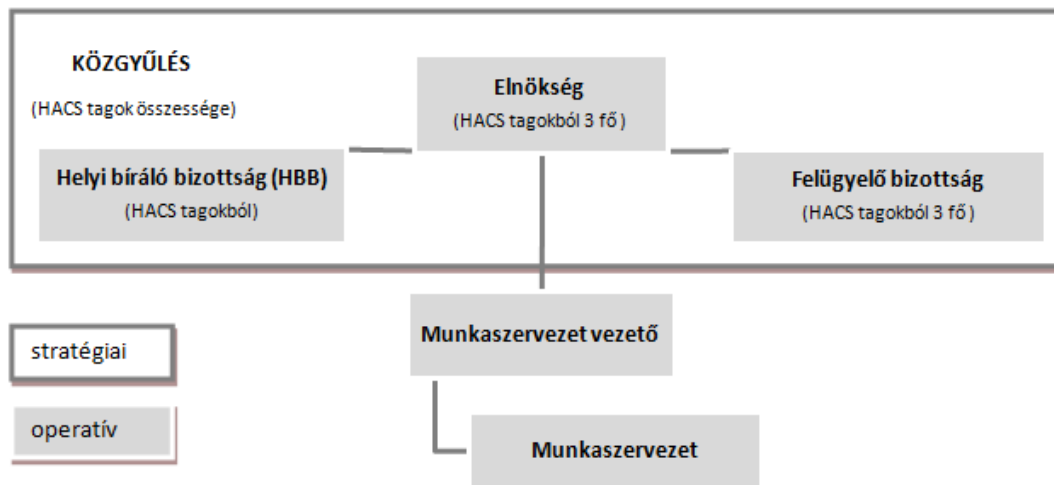 KÖZGYŰLÉS
(HACS tagok összessége)
Elnökség
(HACS tagokból 3 fő )
Helyi bíráló bizottság (HBB)
(HACS tagokból)
Felügyelő bizottság
(HACS tagokból 3 fő )
Munkaszervezet vezető
Munkaszervezet
stratégiai
operatív